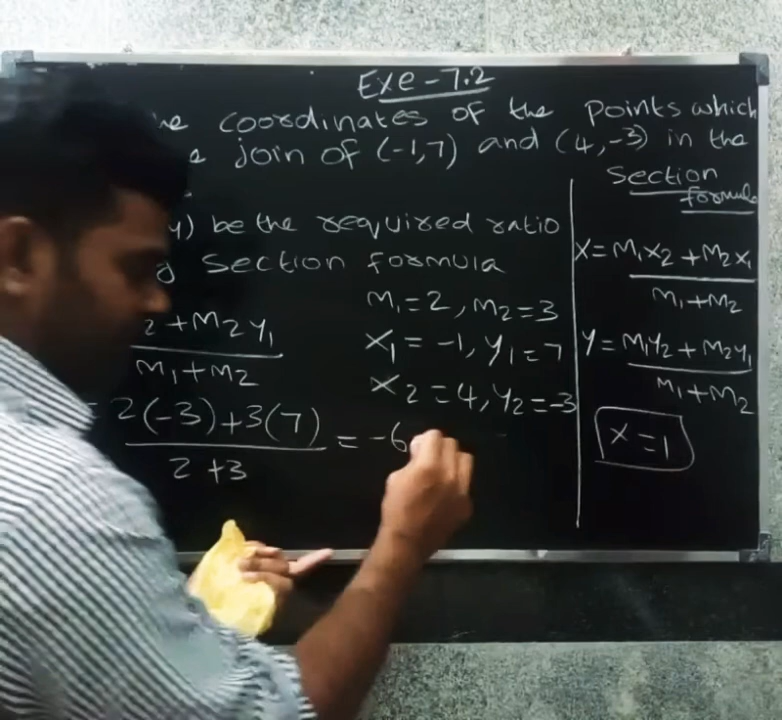 Exe-7.2
coordinates of the points which
join of (-1,7) and (4,-3) in the
y) be the required ratio
section formula
2+M2y1
M1+M2
= 2(-3)+3(7) = -6
2+3
M1=2, M2=3
x1=-1, y1=7
x2=4, y2=-3
Section
formula
x=M1x2+M2x1
M1+M2
y=M1y2+M2y1
M1+M2
x=1